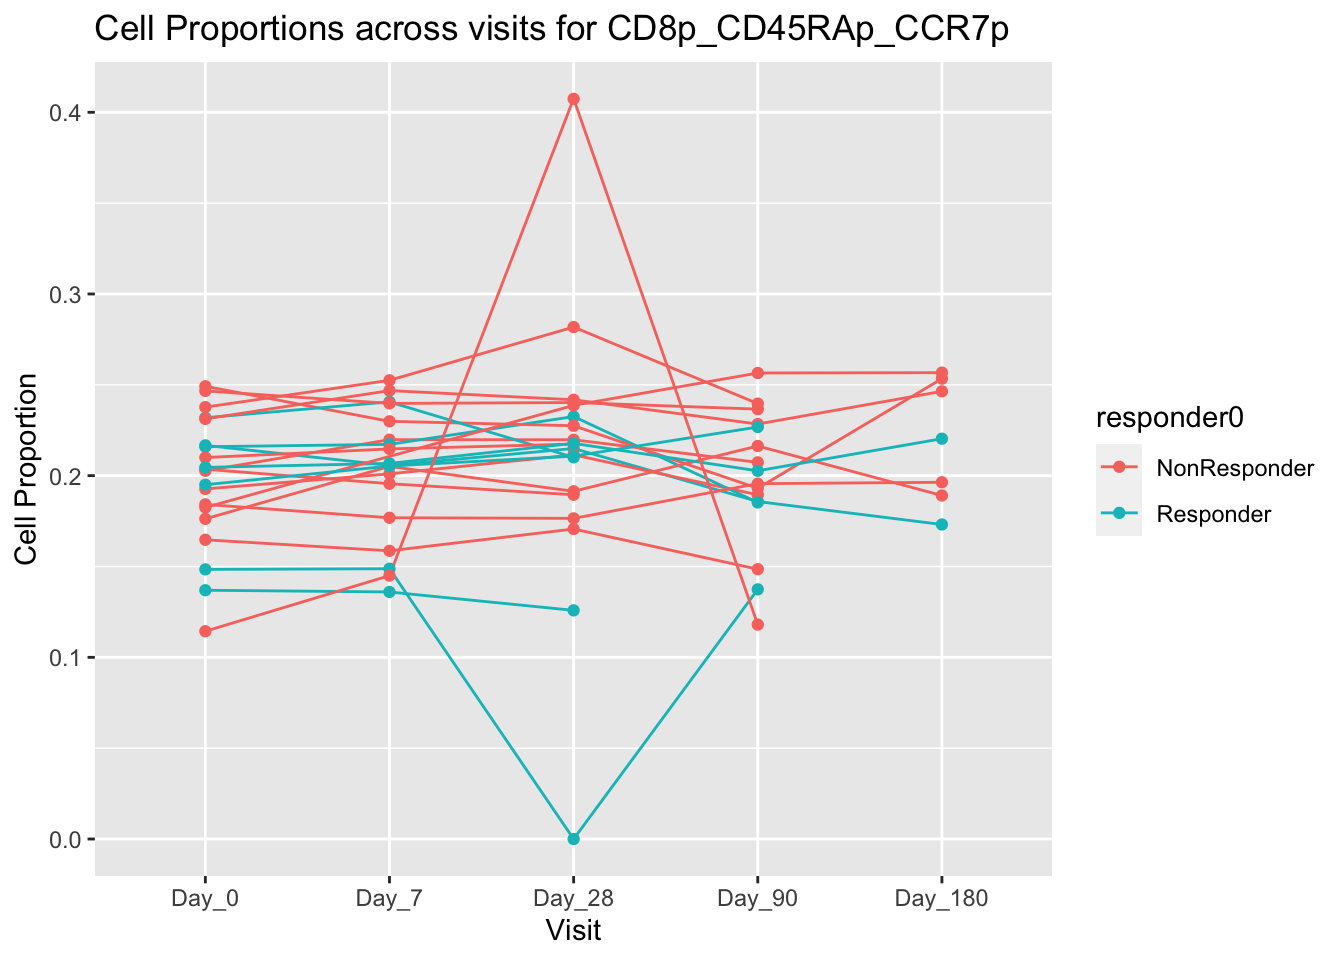 Cell Proportions across visits for CD8p_CD45RAp_CCR7p
Cell Proportion
0.4
0.3
0.2
0.1
0.0
Day_0 Day_7 Day_28 Day_90 Day_180
Visit
responder0
NonResponder
Responder